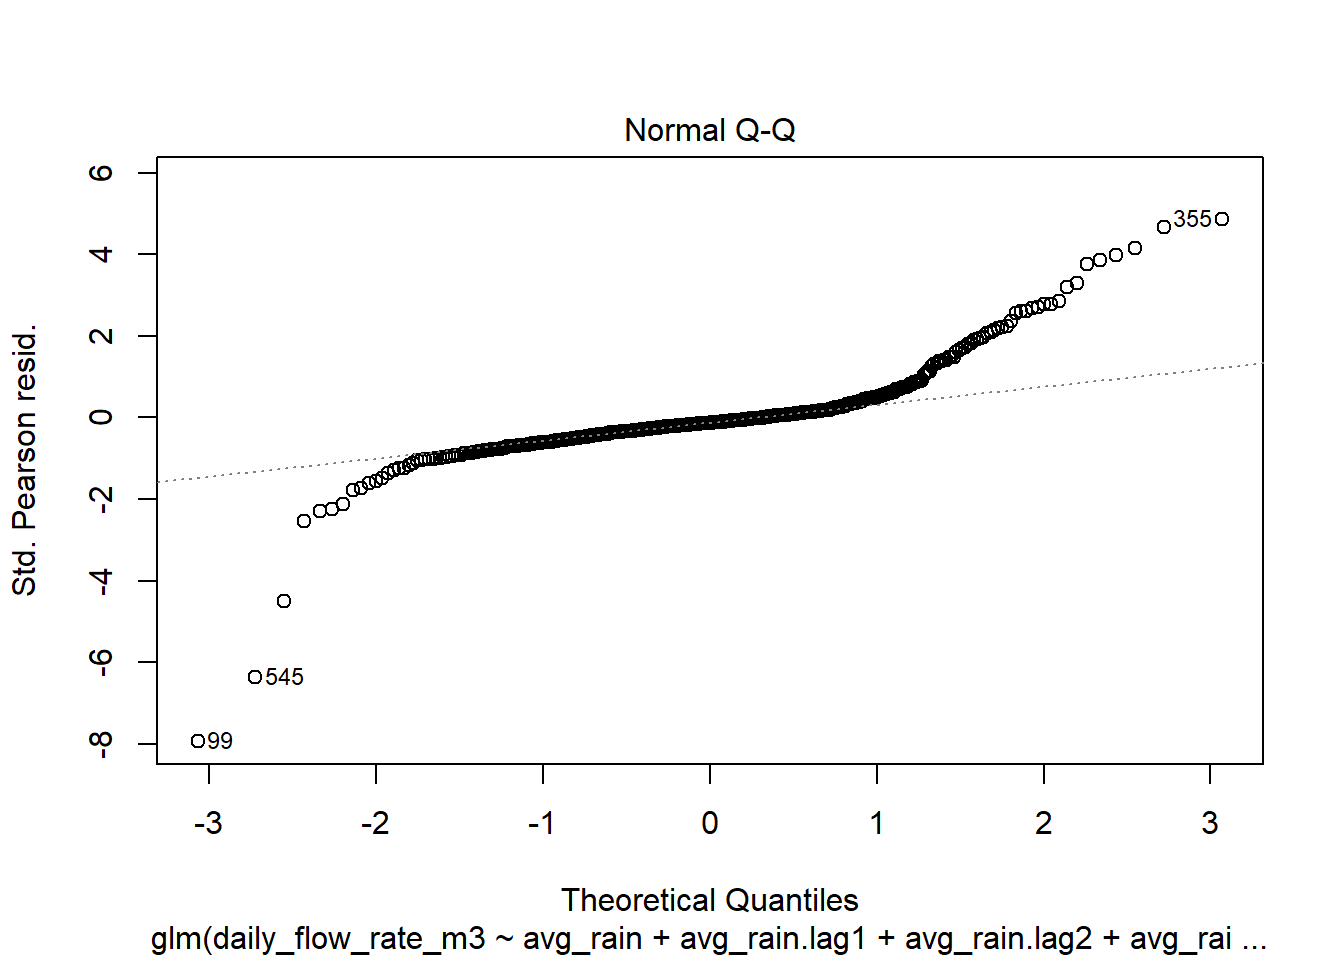 Normal Q-Q
Std. Pearson resid.
6
4
2
0
-2
-4
-6
-8
355
545
99
-3 -2 -1 0 1 2 3
Theoretical Quantiles
glm(daily_flow_rate_m3 ~ avg_rain + avg_rain.lag1 + avg_rain.lag2 + avg_rai ...